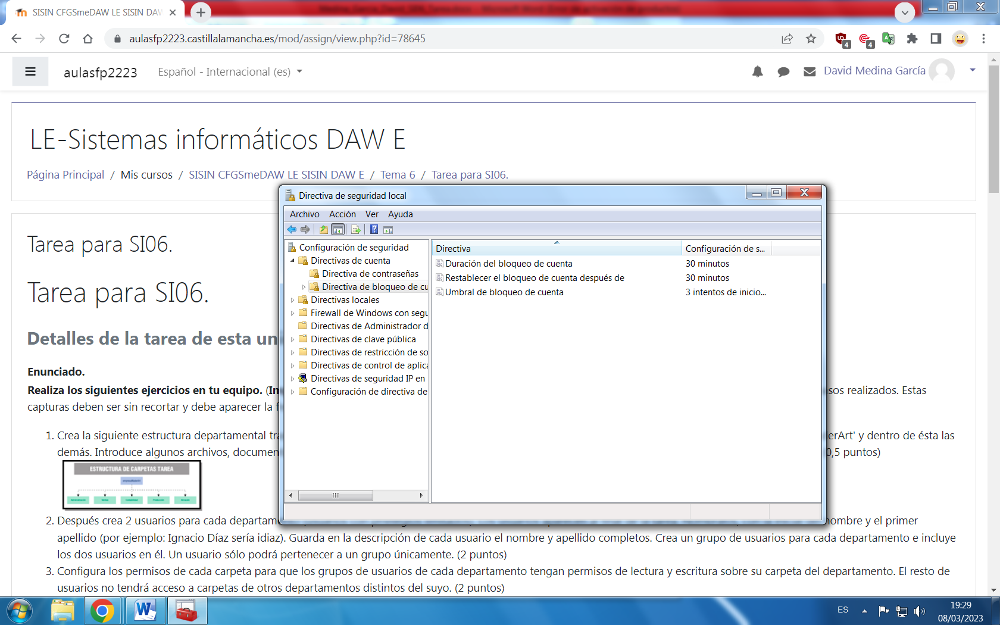 SISIN CFGSmeDAW LE SISIN DAW
aulasfp2223.castillalamancha.es/mod/assign/view.php?id=78645
4
4
aulasfp2223
Español - Internacional (es)
David Medina García
LE-Sistemas informáticos DAW E
Página Principal / Mis cursos / SISIN CFGSmeDAW LE SISIN DAW E / Tema 6 / Tarea para SI06.
Directiva de seguridad local
Archivo Acción Ver Ayuda
Configuración de seguridad
Directivas de cuenta
Directiva de contraseñas
Directiva de bloqueo de cu
Directivas locales
Firewall de Windows con segu
Directivas de Administrador d
Directivas de clave pública
Directivas de restricción de so
Directivas de control de aplica
Directivas de seguridad IP en
Configuración de directiva de
Directiva Configuración de s...
Duración del bloqueo de cuenta 30 minutos
Restablecer el bloqueo de cuenta después de 30 minutos
Umbral de bloqueo de cuenta 3 intentos de inicio...
Tarea para SI06.
Tarea para SI06.
Detalles de la tarea de esta un
Enunciado.
Realiza los siguientes ejercicios en tu equipo. (In sos realizados. Estas
capturas deben ser sin recortar y debe aparecer la f
1. Crea la siguiente estructura departamental tra erArt' y dentro de ésta las
demás. Introduce algunos archivos, documen 0,5 puntos)
ESTRUCTURA DE CARPETAS TAREA
2. Después crea 2 usuarios para cada departame nombre y el primer
apellido (por ejemplo: Ignacio Díaz sería idiaz). Guarda en la descripción de cada usuario el nombre y apellido completos. Crea un grupo de usuarios para cada departamento e incluye
los dos usuarios en él. Un usuario sólo podrá pertenecer a un grupo únicamente. (2 puntos)
3. Configura los permisos de cada carpeta para que los grupos de usuarios de cada departamento tengan permisos de lectura y escritura sobre su carpeta del departamento. El resto de
usuarios no tendrá acceso a carpetas de otros departamentos distintos del suyo. (2 puntos)
ES
19:29
08/03/2023